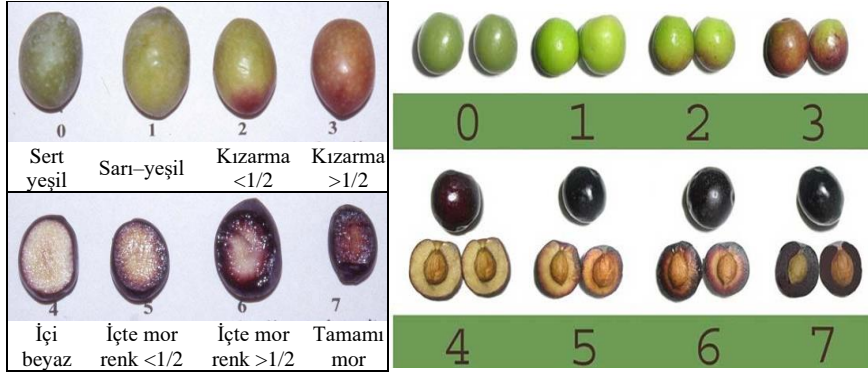 0 1 2 3
Sert yeşil
Sarı–yeşil
Kızarma <1/2
Kızarma >1/2
4 5 6 7
İçi beyaz
İçte mor renk <1/2
İçte mor renk >1/2
Tamamı mor
0 1 2 3
4 5 6 7